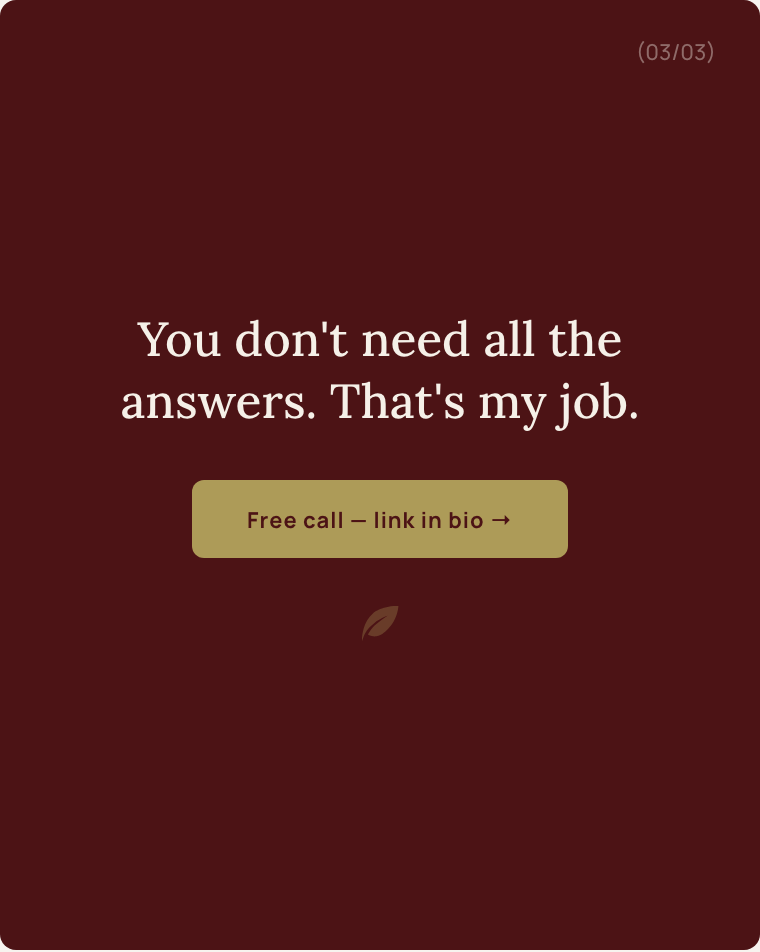 (03/03)
You don't need all the
answers. That's my job.
Free call — link in bio →